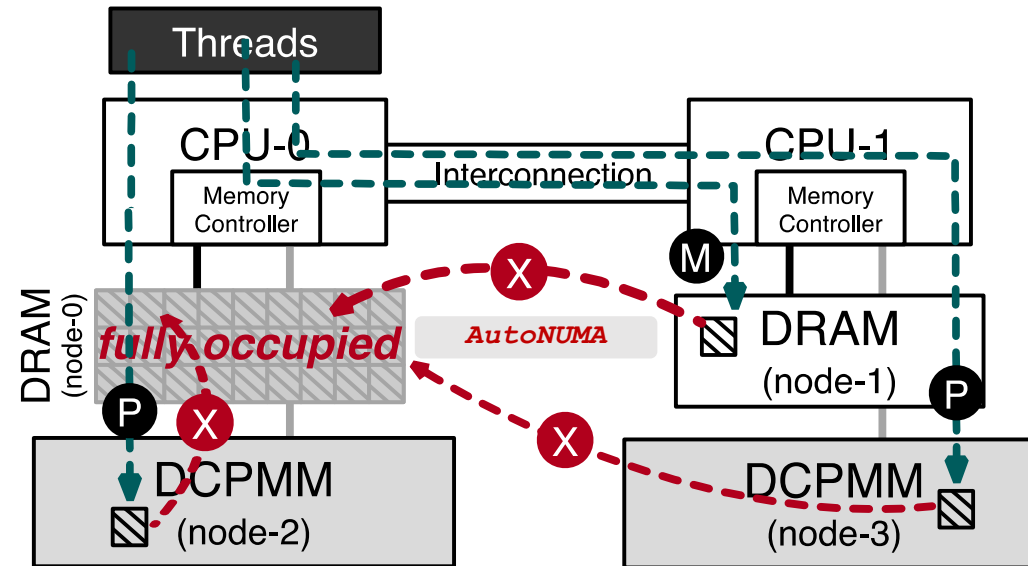 Threads
CPU-0
CPU-1
Interconnection
Memory
Controller
Memory
Controller
M
X
DRAM
(node-0)
fully occupied
AutoNUMA
DRAM
(node-1)
P
X
X
P
DCPMM
(node-2)
DCPMM
(node-3)